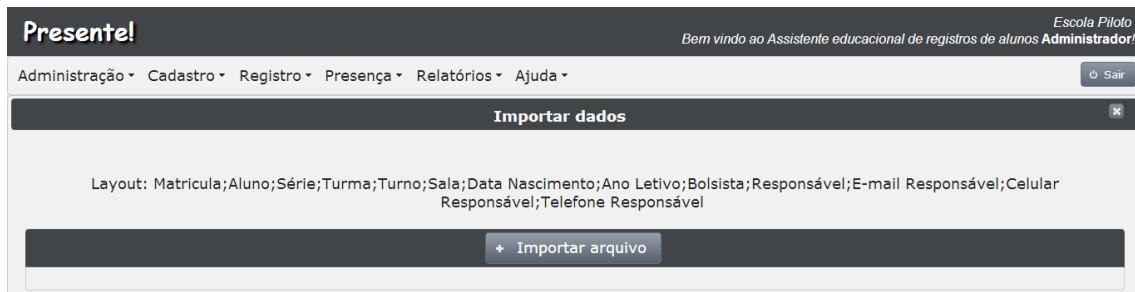 Presente!
Escola Piloto
Bem vindo ao Assistente educacional de registros de alunos Administrador!
Administração Cadastro Registro Presença Relatórios Ajuda
Sair
Importar dados
Layout: Matricula;Aluno;Série;Turma;Turno;Sala;Data Nascimento;Ano Letivo;Bolsista;Responsável;E-mail Responsável;Celular
Responsável;Telefone Responsável
+ Importar arquivo